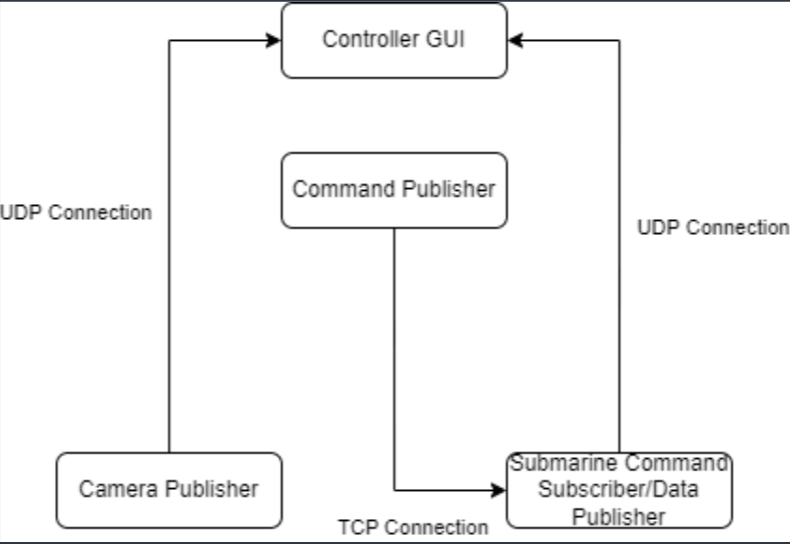 Controller GUI
Command Publisher
UDP Connection
UDP Connection
Camera Publisher
Submarine Command
Subscriber/Data
Publisher
TCP Connection